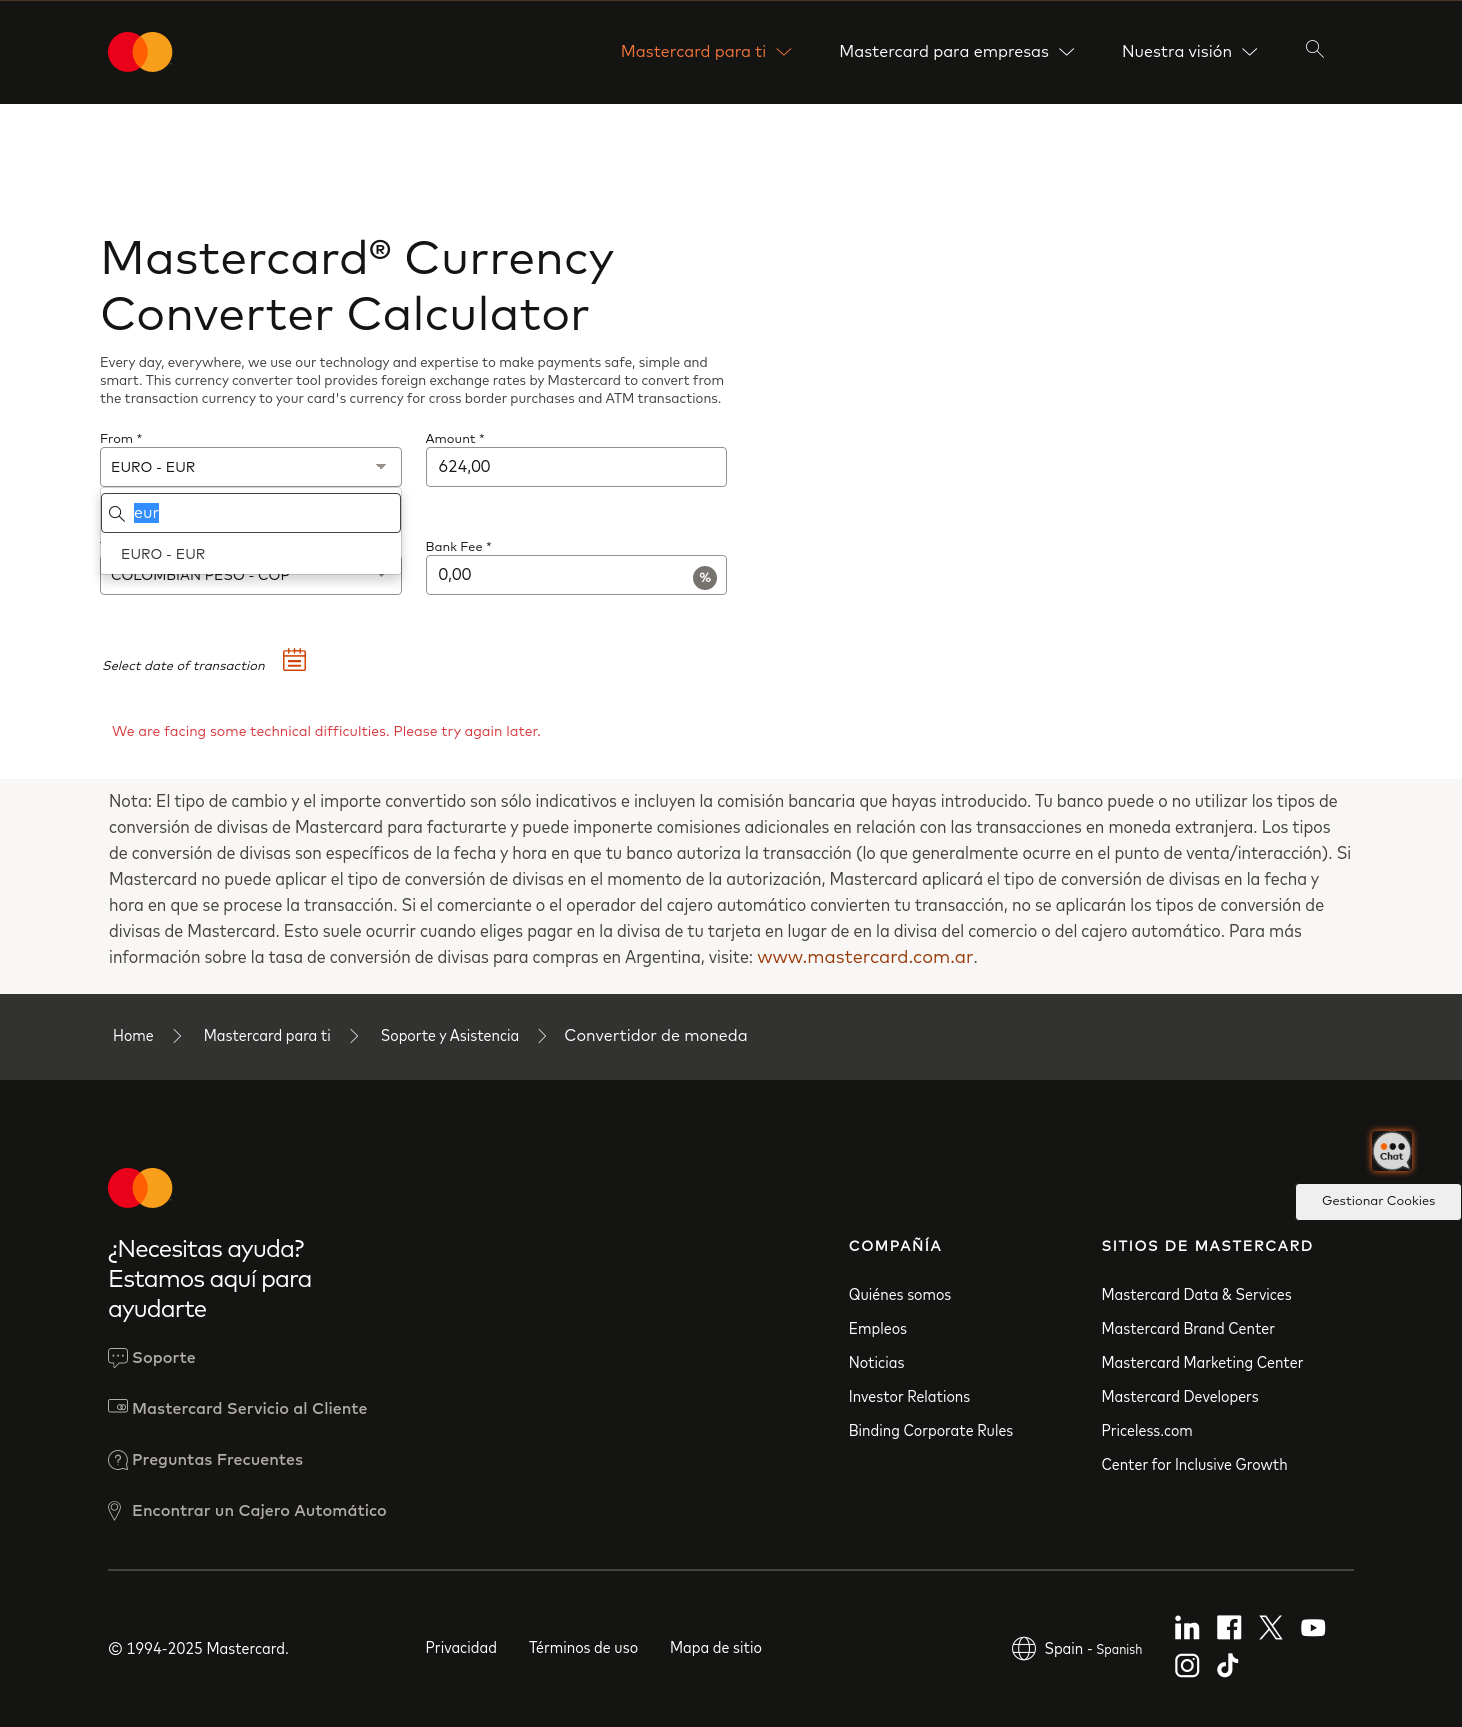 Mastercard para ti
Mastercard para empresas
Nuestra visión
Mastercard® Currency
Converter Calculator
Every day, everywhere, we use our technology and expertise to make payments safe, simple and
smart. This currency converter tool provides foreign exchange rates by Mastercard to convert from
the transaction currency to your card's currency for cross border purchases and ATM transactions.
From *
Amount *
EURO - EUR
624,00
eur
EURO - EUR
Bank Fee *
COLOMBIAN PESO - COP
0,00
%
Select date of transaction
We are facing some technical difficulties. Please try again later.
Nota: El tipo de cambio y el importe convertido son sólo indicativos e incluyen la comisión bancaria que hayas introducido. Tu banco puede o no utilizar los tipos de
conversión de divisas de Mastercard para facturarte y puede imponerte comisiones adicionales en relación con las transacciones en moneda extranjera. Los tipos
de conversión de divisas son específicos de la fecha y hora en que tu banco autoriza la transacción (lo que generalmente ocurre en el punto de venta/interacción). Si
Mastercard no puede aplicar el tipo de conversión de divisas en el momento de la autorización, Mastercard aplicará el tipo de conversión de divisas en la fecha y
hora en que se procese la transacción. Si el comerciante o el operador del cajero automático convierten tu transacción, no se aplicarán los tipos de conversión de
divisas de Mastercard. Esto suele ocurrir cuando eliges pagar en la divisa de tu tarjeta en lugar de en la divisa del comercio o del cajero automático. Para más
información sobre la tasa de conversión de divisas para compras en Argentina, visite: www.mastercard.com.ar.
Home
Mastercard para ti
Soporte y Asistencia
Convertidor de moneda
Chat
Gestionar Cookies
¿Necesitas ayuda?
Estamos aquí para
ayudarte
Soporte
Mastercard Servicio al Cliente
Preguntas Frecuentes
Encontrar un Cajero Automático
COMPAÑÍA
Quiénes somos
Empleos
Noticias
Investor Relations
Binding Corporate Rules
SITIOS DE MASTERCARD
Mastercard Data & Services
Mastercard Brand Center
Mastercard Marketing Center
Mastercard Developers
Priceless.com
Center for Inclusive Growth
© 1994-2025 Mastercard.
Privacidad
Términos de uso
Mapa de sitio
Spain - Spanish